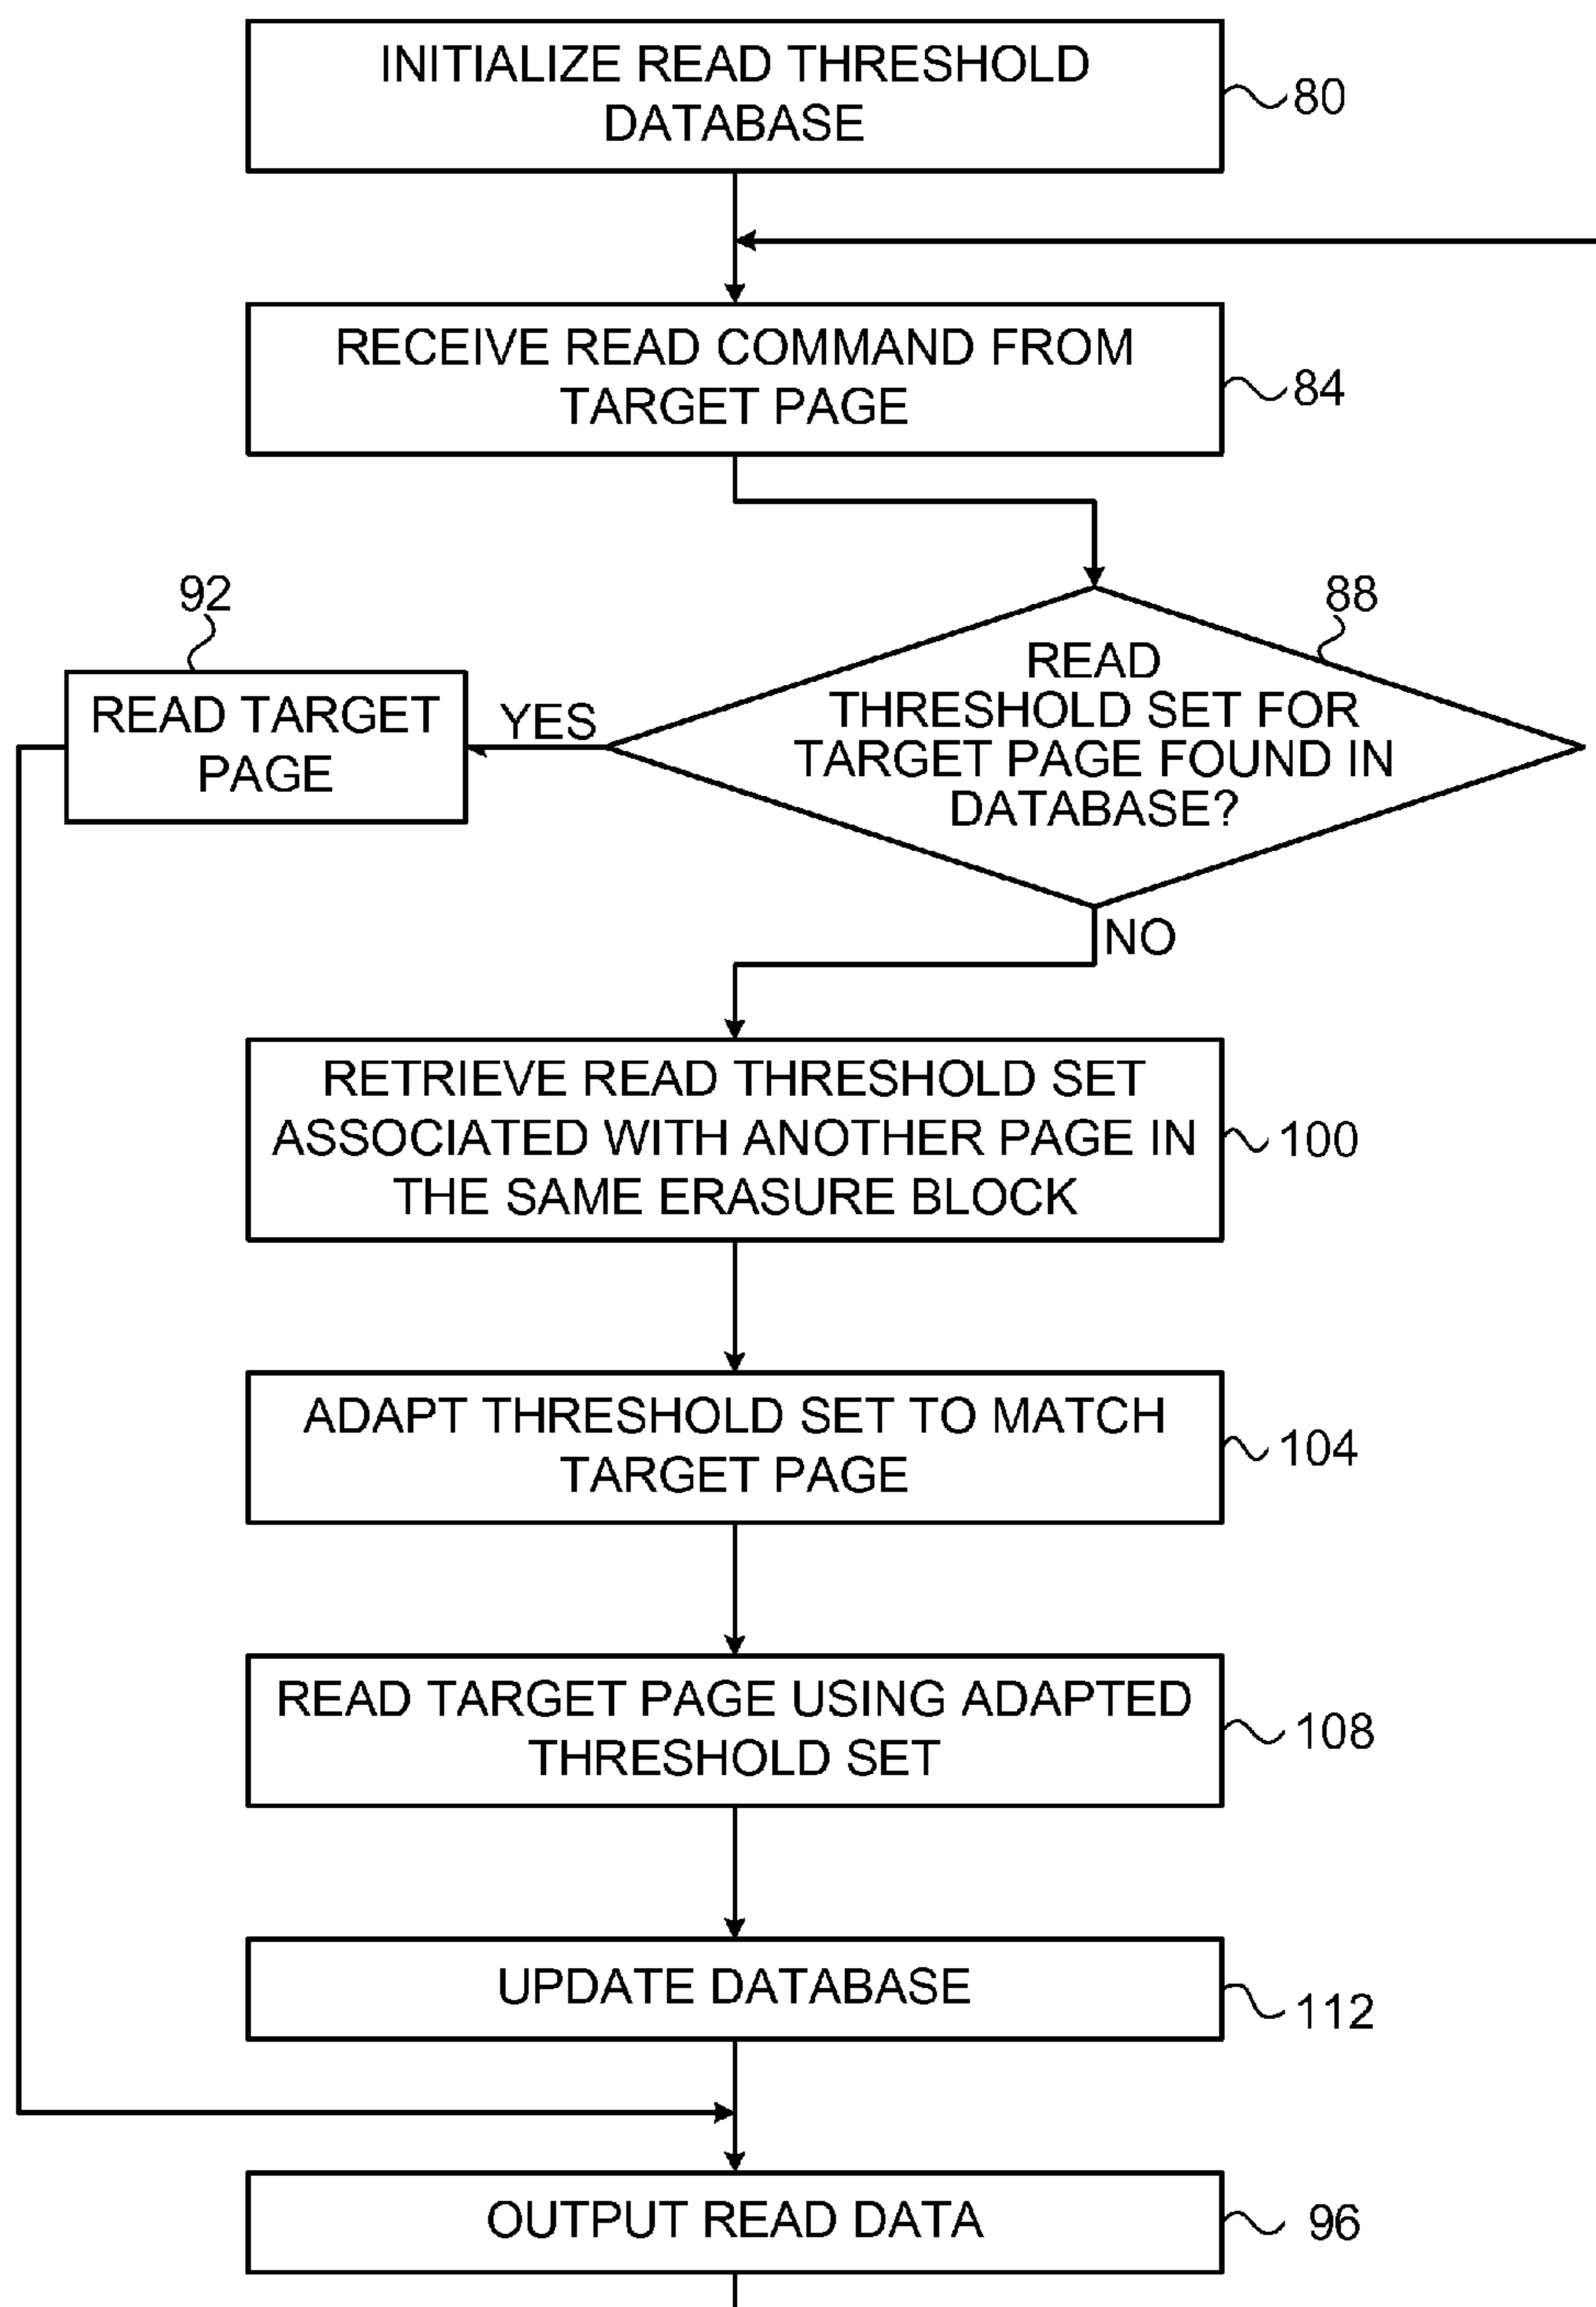 INITIALIZE READ THRESHOLD
DATABASE
80
RECEIVE READ COMMAND FROM
TARGET PAGE
84
92
88
READ TARGET
PAGE
YES
READ
THRESHOLD SET FOR
TARGET PAGE FOUND IN
DATABASE?
NO
RETRIEVE READ THRESHOLD SET
ASSOCIATED WITH ANOTHER PAGE IN
THE SAME ERASURE BLOCK
100
ADAPT THRESHOLD SET TO MATCH
TARGET PAGE
104
READ TARGET PAGE USING ADAPTED
THRESHOLD SET
108
UPDATE DATABASE
112
OUTPUT READ DATA
96